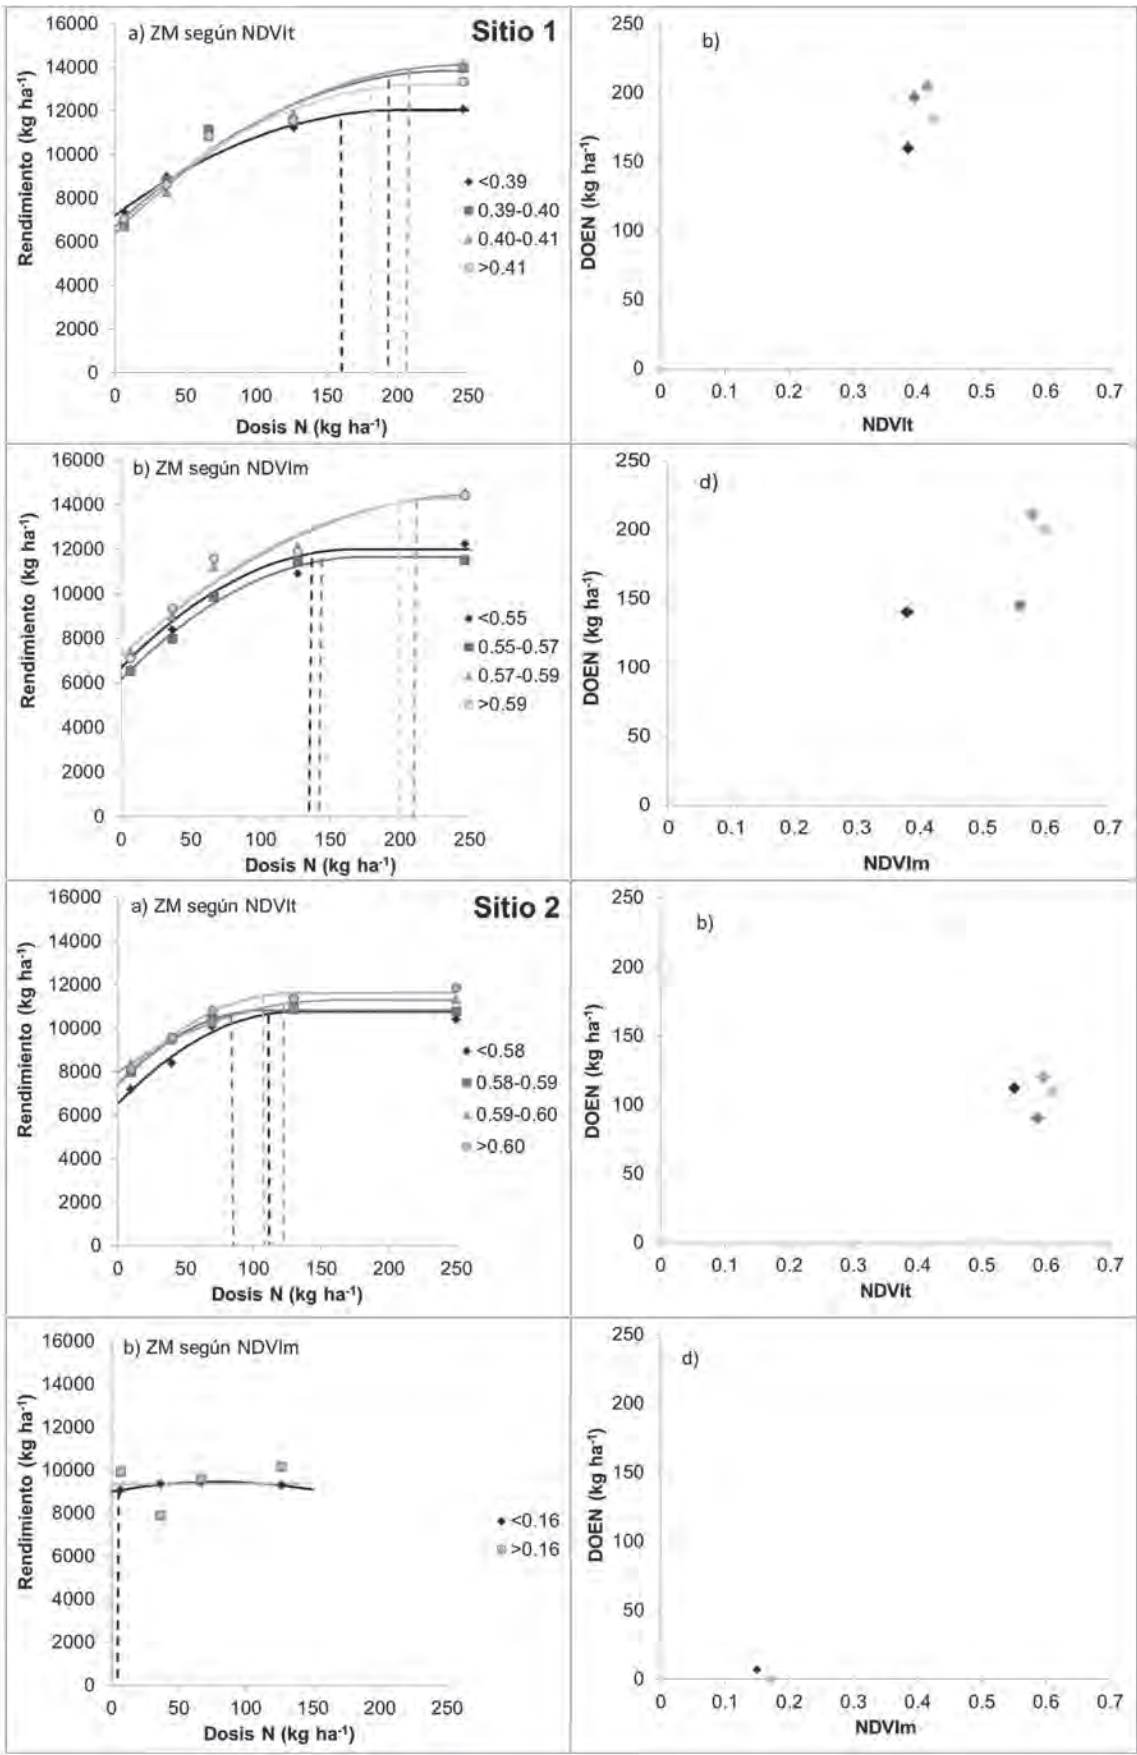 a) ZM según NDVIt
Sitio 1
Rendimiento (kg ha-1)
16000
14000
12000
10000
8000
6000
4000
2000
0
0 50 100 150 200 250
Dosis N (kg ha-1)
<0.39
0.39-0.40
0.40-0.41
>0.41
b)
DOEN (kg ha-1)
250
200
150
100
50
0
0 0.1 0.2 0.3 0.4 0.5 0.6 0.7
NDVIt
b) ZM según NDVIm
Rendimiento (kg ha-1)
16000
14000
12000
10000
8000
6000
4000
2000
0
0 50 100 150 200 250
Dosis N (kg ha-1)
<0.55
0.55-0.57
0.57-0.59
>0.59
d)
DOEN (kg ha-1)
250
200
150
100
50
0
0 0.1 0.2 0.3 0.4 0.5 0.6 0.7
NDVIm
a) ZM según NDVIt
Sitio 2
Rendimiento (kg ha-1)
16000
14000
12000
10000
8000
6000
4000
2000
0
0 50 100 150 200 250
Dosis N (kg ha-1)
<0.58
0.58-0.59
0.59-0.60
>0.60
b)
DOEN (kg ha-1)
250
200
150
100
50
0
0 0.1 0.2 0.3 0.4 0.5 0.6 0.7
NDVIt
b) ZM según NDVIm
Rendimiento (kg ha-1)
16000
14000
12000
10000
8000
6000
4000
2000
0
0 50 100 150 200 250
Dosis N (kg ha-1)
<0.16
>0.16
d)
DOEN (kg ha-1)
250
200
150
100
50
0
0 0.1 0.2 0.3 0.4 0.5 0.6 0.7
NDVIm